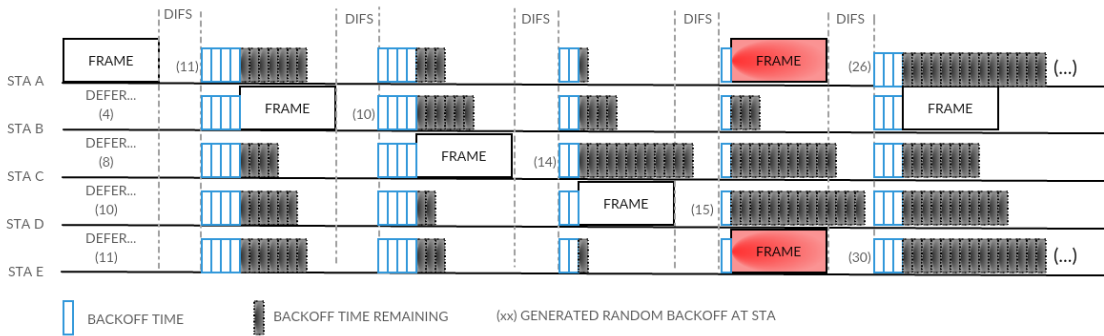 DIFS DIFS DIFS DIFS DIFS
STA A FRAME (11) FRAME (26) (...)
STA B DEFER... (4) FRAME (10) FRAME
STA C DEFER... (8) FRAME (14)
STA D DEFER... (10) FRAME (15)
STA E DEFER... (11) FRAME (30) (...)
BACKOFF TIME BACKOFF TIME REMAINING (xx) GENERATED RANDOM BACKOFF AT STA